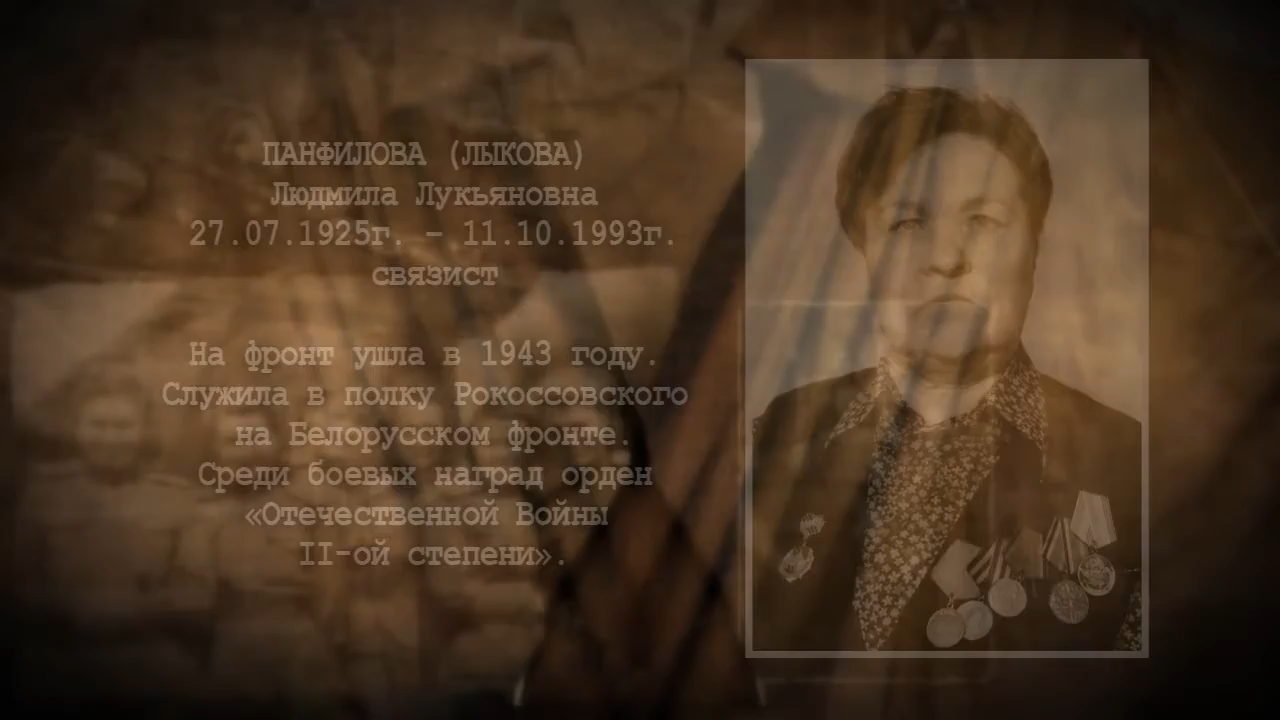 ПАНФИЛОВА (ЛЫКОВА)
Людмила Лукьяновна
27.07.1925г. - 11.10.1993г.
связист
На фронт ушла в 1943 году.
Служила в полку Рокоссовского
на Белорусском фронте.
Среди боевых наград орден
«Отечественной Войны
II-ой степени».